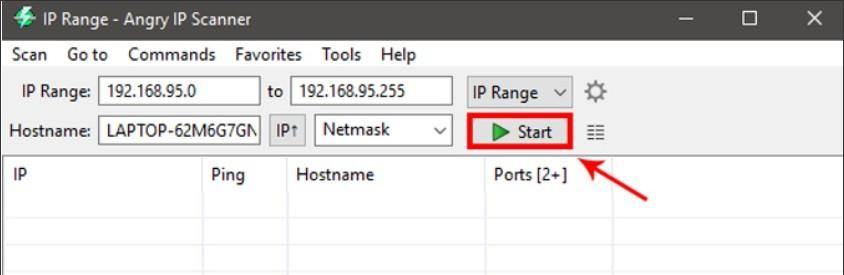 IP Range - Angry IP Scanner
Scan Go to Commands Favorites Tools Help
IP Range: 192.168.95.0 to 192.168.95.255 IP Range
Hostname: LAPTOP-62M6G7GN IP↑ Netmask Start
IP Ping Hostname Ports [2+]